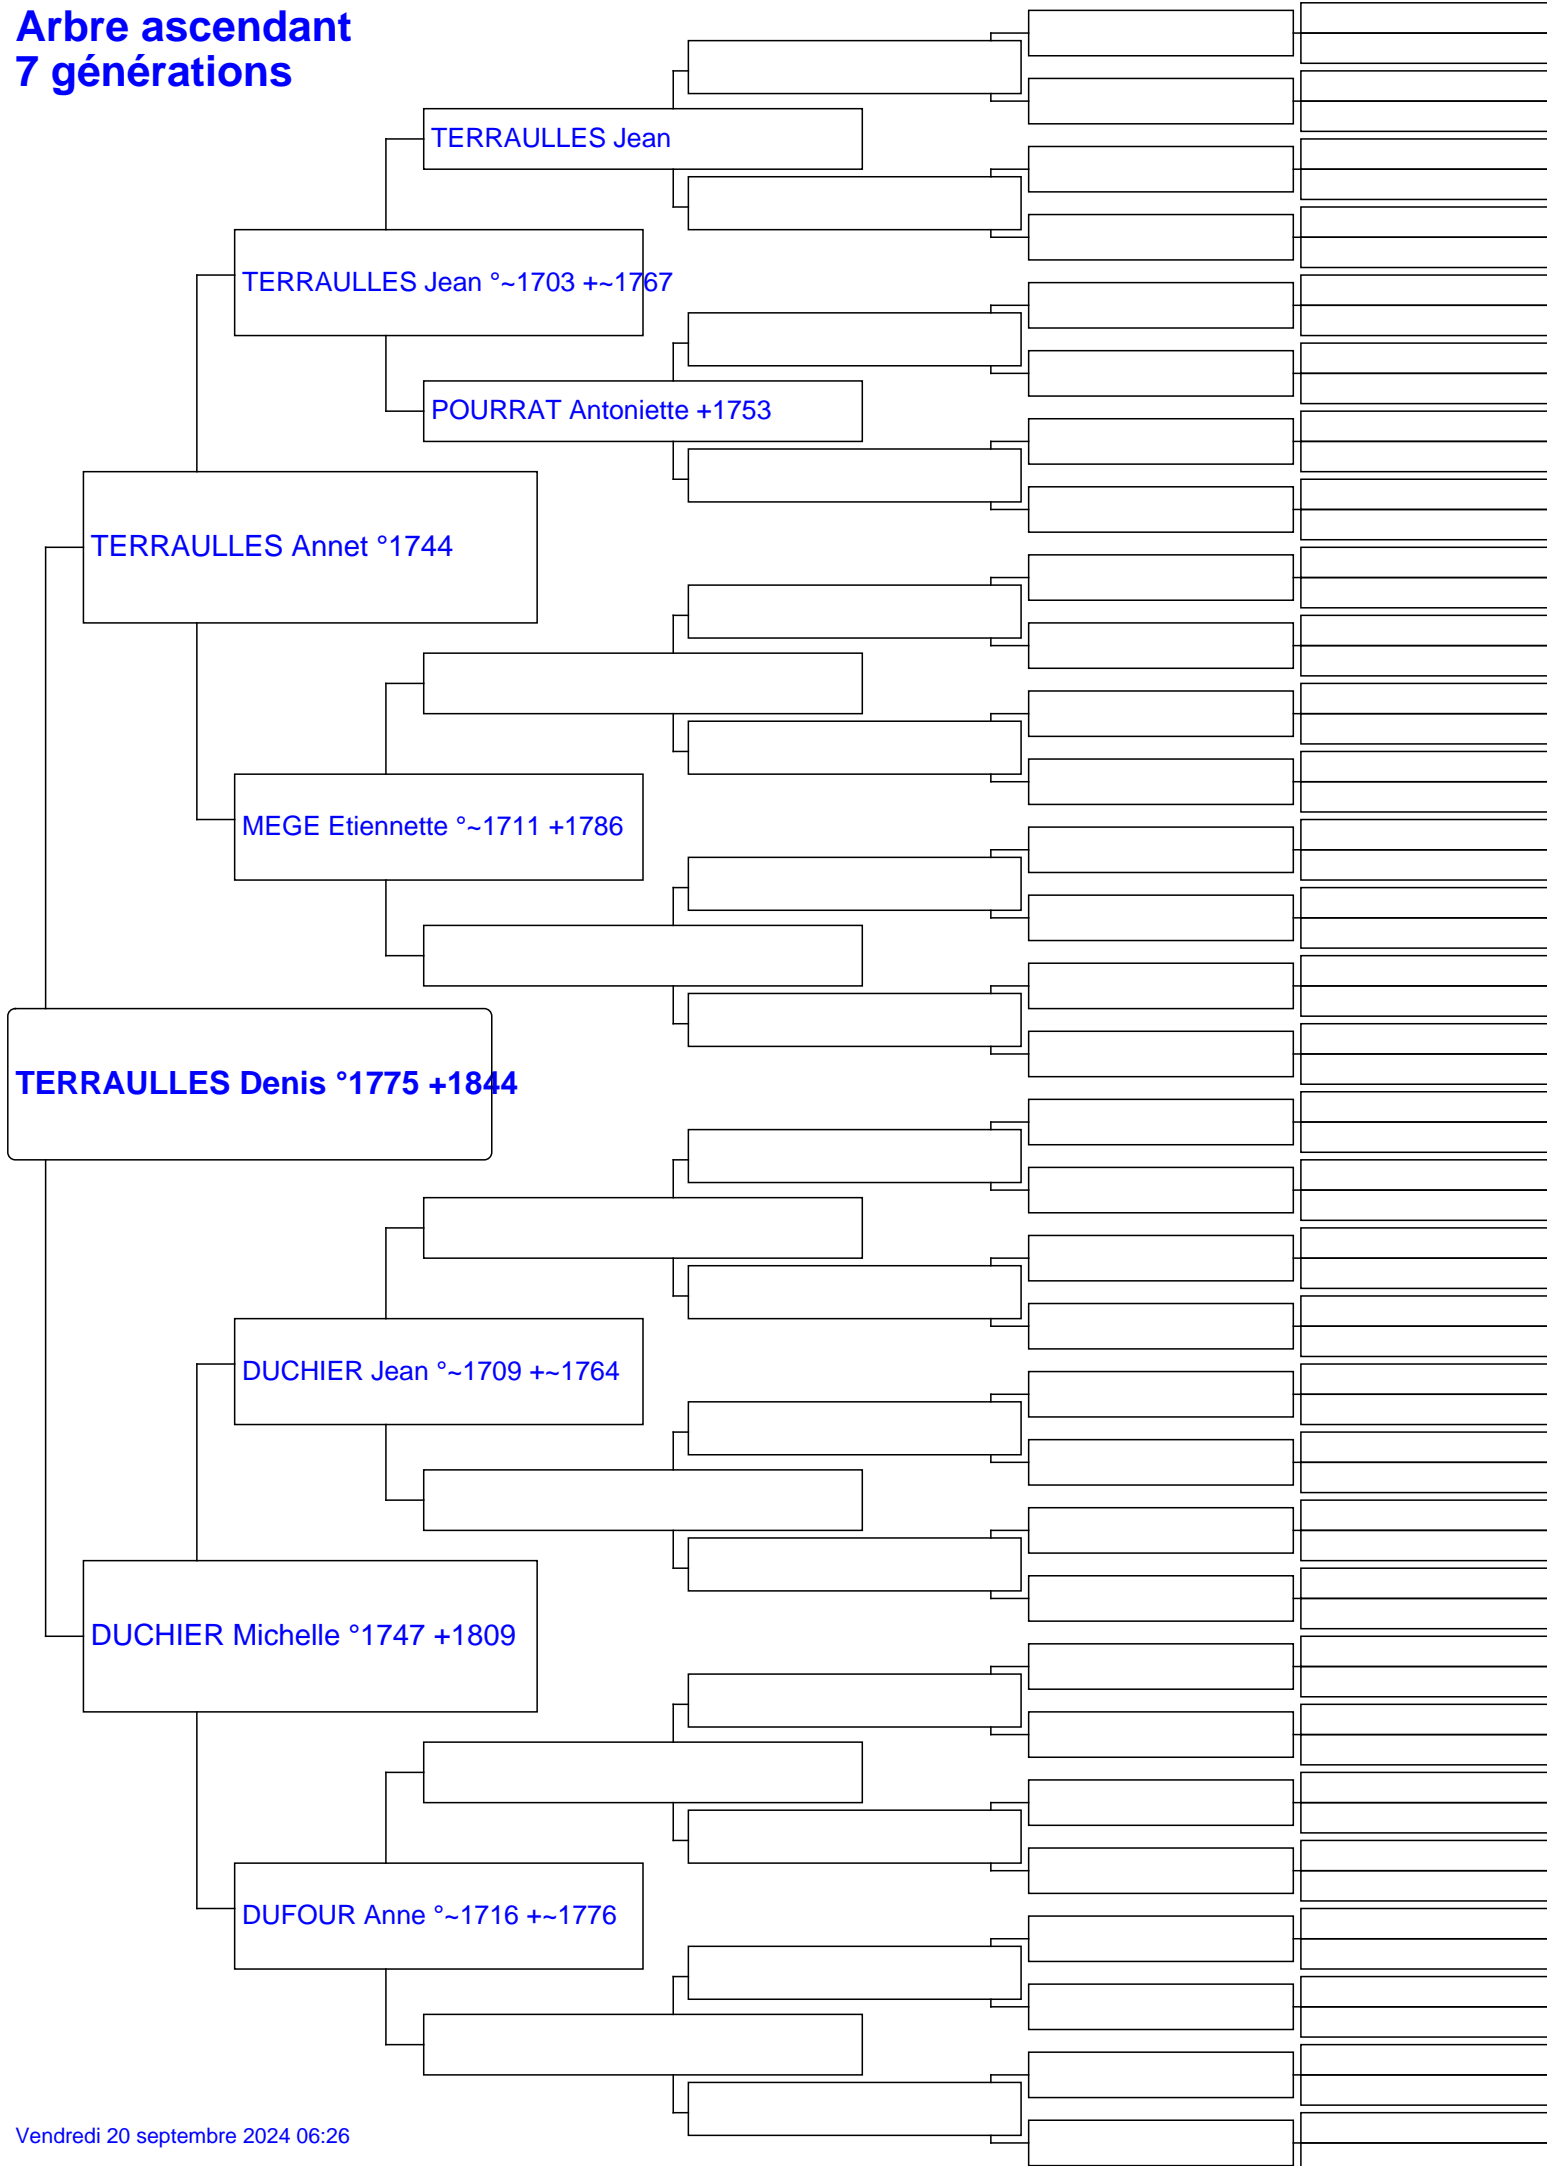 Arbre ascendant
7 générations
TERRAULLES Jean
TERRAULLES Jean °~1703 +~1767
POURRAT Antoniette +1753
TERRAULLES Annet °1744
MEGE Etiennette °~1711 +1786
TERRAULLES Denis °1775 +1844
DUCHIER Jean °~1709 +~1764
DUCHIER Michelle °1747 +1809
DUFOUR Anne °~1716 +~1776
Vendredi 20 septembre 2024 06:26